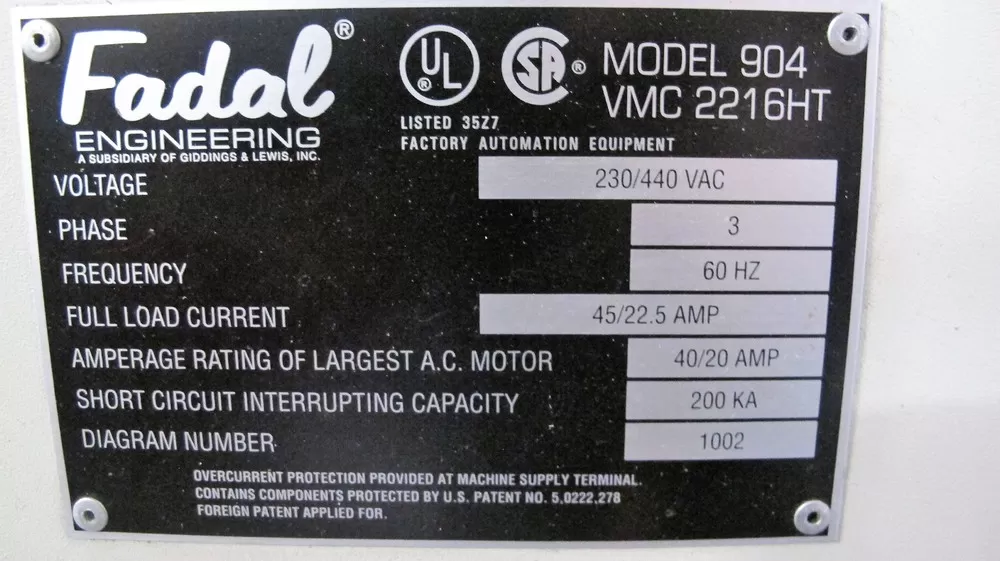 Fadal®
ENGINEERING
A SUBSIDIARY OF GIDDINGS & LEWIS, INC.
UL®
LISTED 35Z7
SA®
FACTORY AUTOMATION EQUIPMENT
MODEL 904
VMC 2216HT
VOLTAGE 230/440 VAC
PHASE 3
FREQUENCY 60 HZ
FULL LOAD CURRENT 45/22.5 AMP
AMPERAGE RATING OF LARGEST A.C. MOTOR 40/20 AMP
SHORT CIRCUIT INTERRUPTING CAPACITY 200 KA
DIAGRAM NUMBER 1002
OVERCURRENT PROTECTION PROVIDED AT MACHINE SUPPLY TERMINAL.
CONTAINS COMPONENTS PROTECTED BY U.S. PATENT NO. 5,0222,278
FOREIGN PATENT APPLIED FOR.